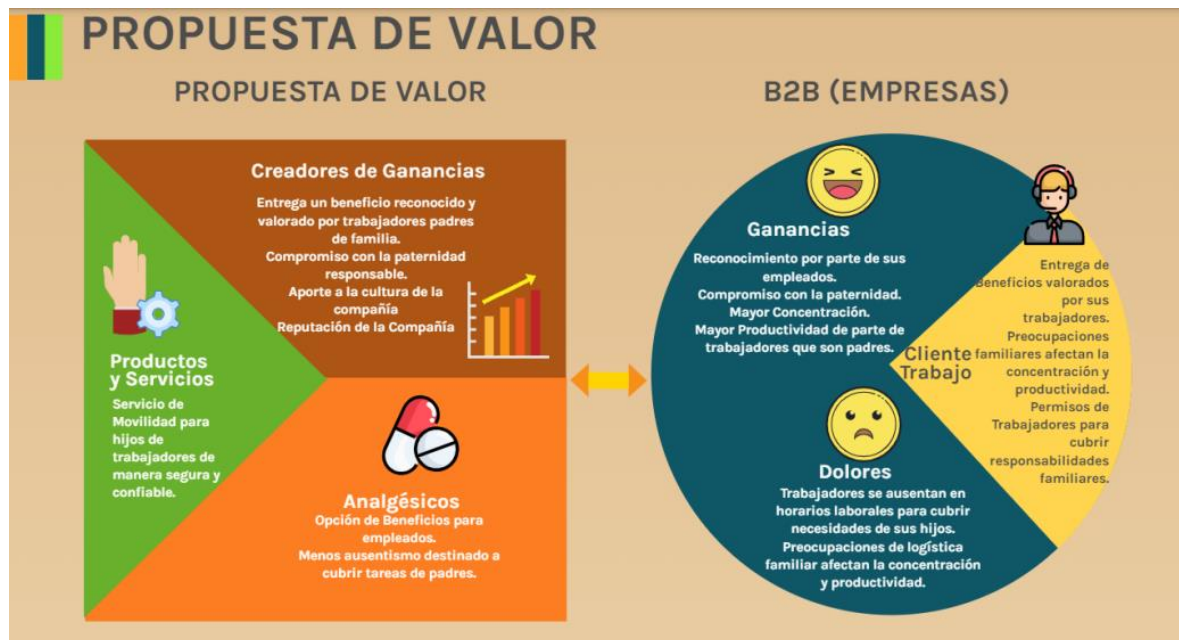 PROPUESTA DE VALOR
PROPUESTA DE VALOR
Creadores de Ganancias
Entrega un beneficio reconocido y
valorado por trabajadores padres
de familia.
Compromiso con la paternidad
responsable.
Aporte a la cultura de la
compañía
Reputación de la Compañía
Productos
y Servicios
Servicio de
Movilidad para
hijos de
trabajadores de
manera segura y
confiable.
Analgésicos
Opción de Beneficios para
empleados.
Menos ausentismo destinado a
cubrir tareas de padres.
B2B (EMPRESAS)
Ganancias
Reconocimiento por parte de sus
empleados.
Compromiso con la paternidad.
Mayor Concentración.
Mayor Productividad de parte de
trabajadores que son padres.
Cliente
Trabajo
Entrega de
Beneficios valorados
por sus
trabajadores.
Preocupaciones
familiares afectan la
concentración y
productividad.
Permisos de
Trabajadores para
cubrir
responsabilidades
familiares.
Dolores
Trabajadores se ausentan en
horarios laborales para cubrir
necesidades de sus hijos.
Preocupaciones de logística
familiar afectan la concentración
y productividad.